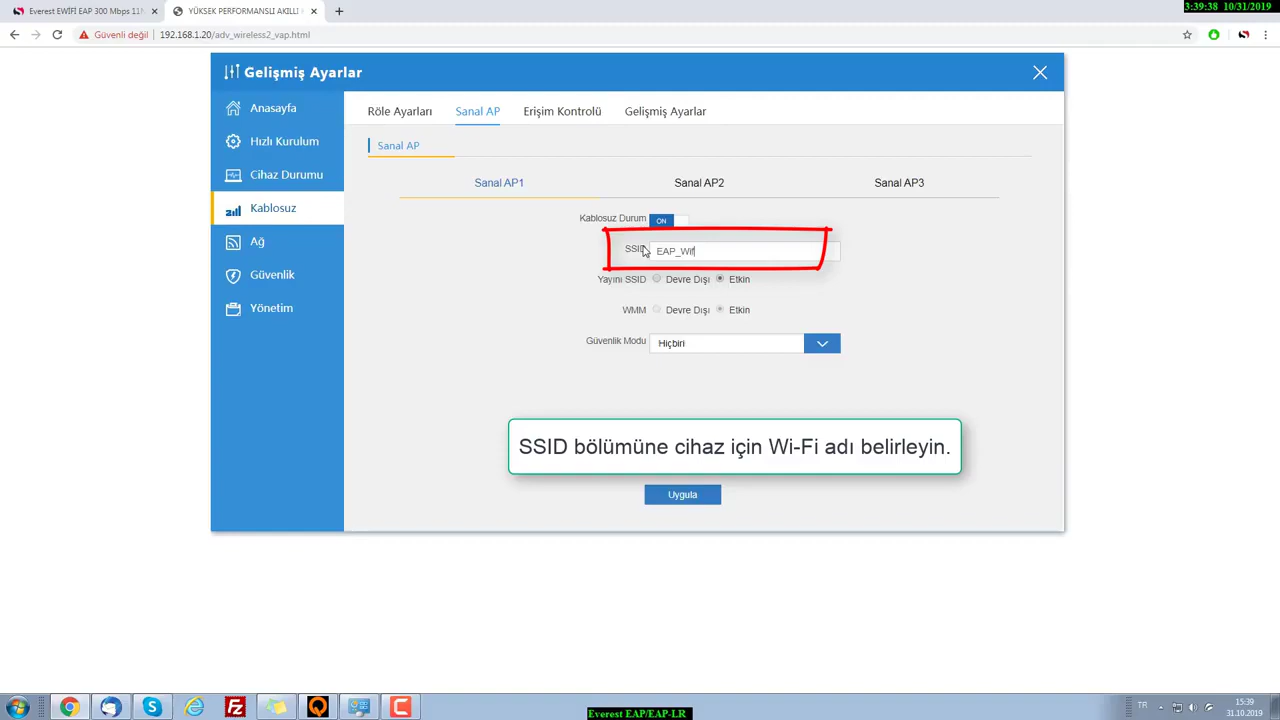 3:39:38 10/31/2019
Everest EWİFİ EAP 300 Mbps 11N
YÜKSEK PERFORMANSLI AKILLI
Güvenli değil
192.168.1.20/adv_wireless2_vap.html
Gelişmiş Ayarlar
Anasayfa
Hızlı Kurulum
Cihaz Durumu
Kablosuz
Ağ
Güvenlik
Yönetim
Röle Ayarları
Sanal AP
Erişim Kontrolü
Gelişmiş Ayarlar
Sanal AP
Sanal AP1
Sanal AP2
Sanal AP3
Kablosuz Durum ON
SSID EAP_Wif
Yayını SSID Devre Dışı Etkin
WMM Devre Dışı Etkin
Güvenlik Modu Hiçbiri
SSID bölümüne cihaz için Wi-Fi adı belirleyin.
Uygula
TR
15:39
31.10.2019
Everest EAP/EAP-LR